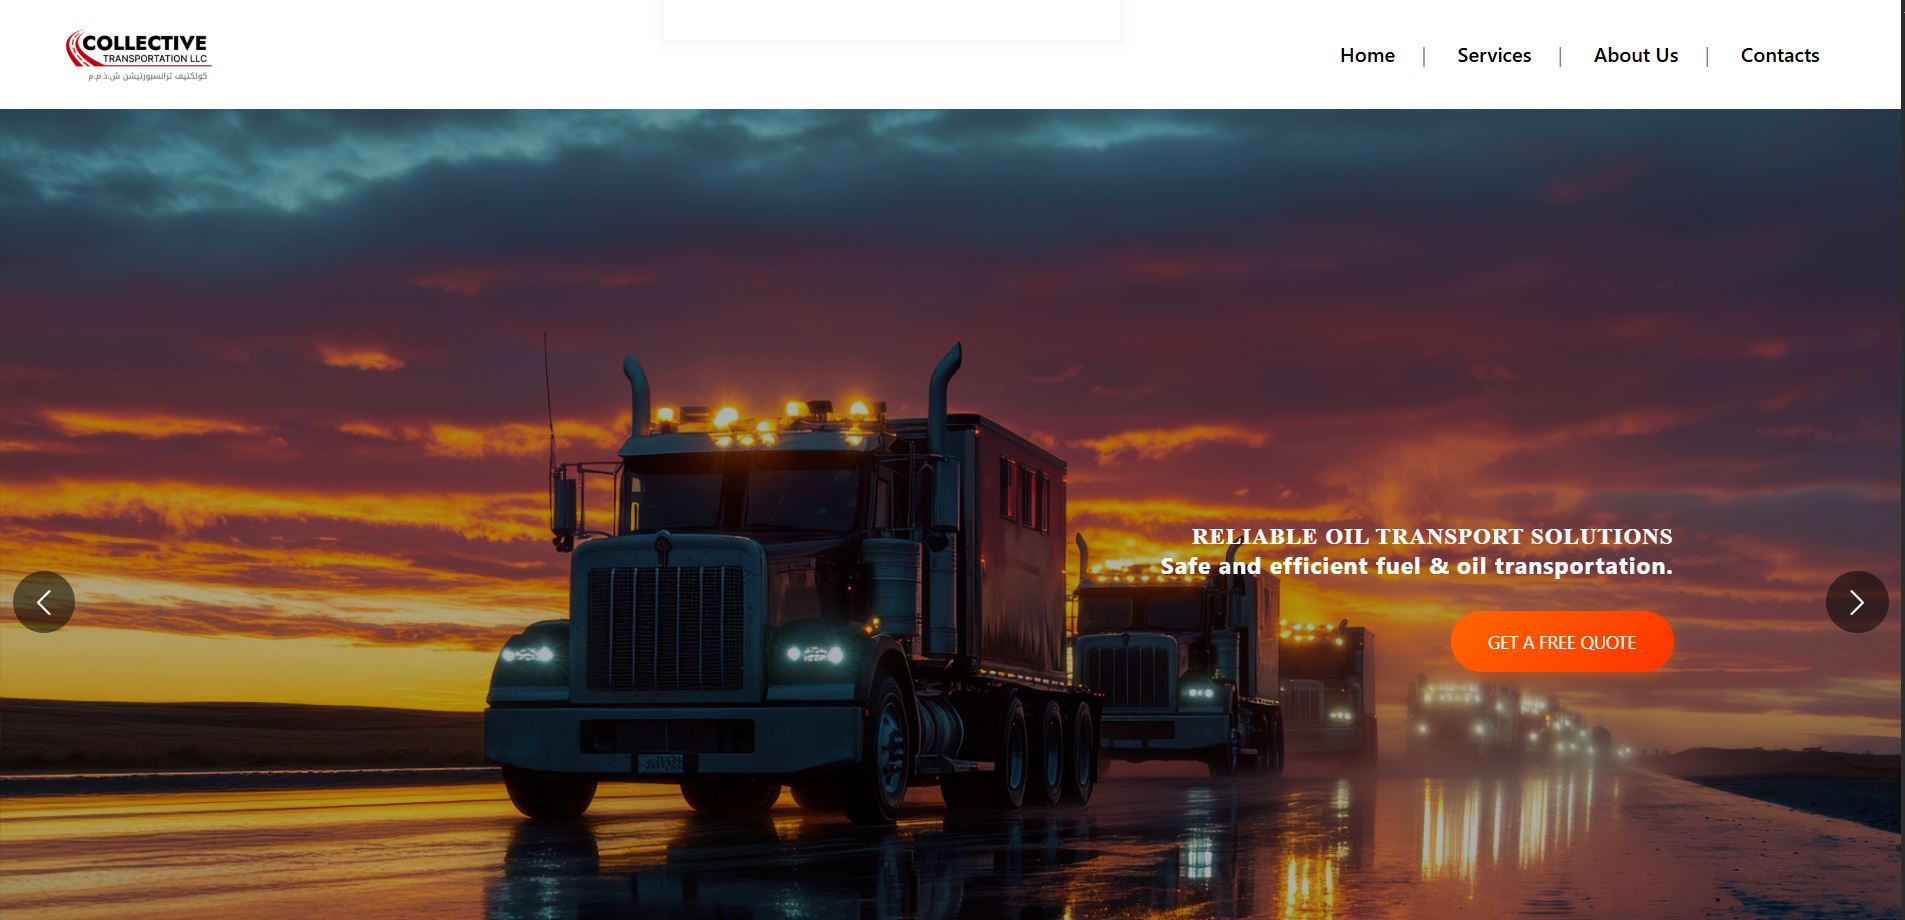 COLLECTIVE
TRANSPORTATION LLC
كولكتيف ترانسبورتيشن ش.ذ.م.م
Home | Services | About Us | Contacts
RELIABLE OIL TRANSPORT SOLUTIONS
Safe and efficient fuel & oil transportation.
GET A FREE QUOTE